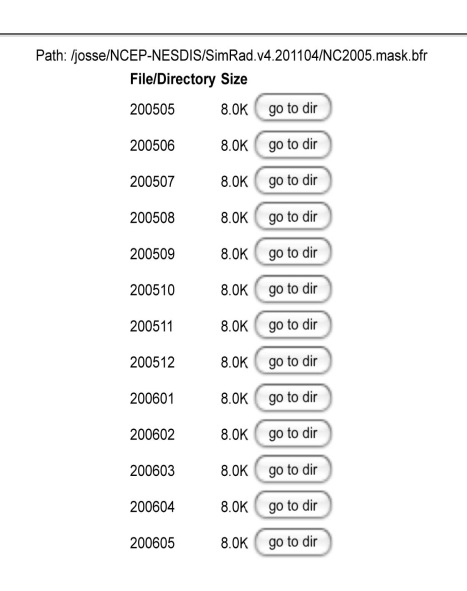 Path: /josse/NCEP-NESDIS/SimRad.v4.201104/NC2005.mask.bfr
File/Directory Size
200505 8.0K go to dir
200506 8.0K go to dir
200507 8.0K go to dir
200508 8.0K go to dir
200509 8.0K go to dir
200510 8.0K go to dir
200511 8.0K go to dir
200512 8.0K go to dir
200601 8.0K go to dir
200602 8.0K go to dir
200603 8.0K go to dir
200604 8.0K go to dir
200605 8.0K go to dir